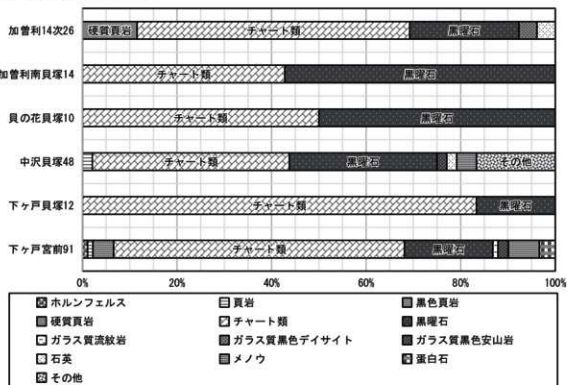 加曽利14次26
硬質頁岩
チャート類
黒曜石
加曽利南貝塚14
チャート類
黒曜石
貝の花貝塚10
チャート類
黒曜石
中沢貝塚48
チャート類
黒曜石
その他
下ヶ戸貝塚12
チャート類
黒曜石
下ヶ戸宮前91
チャート類
黒曜石
0% 20% 40% 60% 80% 100%
ホルンフェルス 頁岩 黒色頁岩
硬質頁岩 チャート類 黒曜石
ガラス質流紋岩 ガラス質黒色デイサイト ガラス質黒色安山岩
石英 メノウ 蛋白石
その他